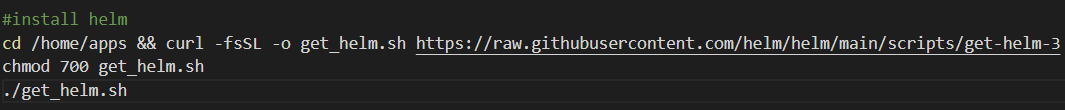 #install helm
cd /home/apps && curl -fsSL -o get_helm.sh https://raw.githubusercontent.com/helm/helm/main/scripts/get-helm-3
chmod 700 get_helm.sh
./get_helm.sh